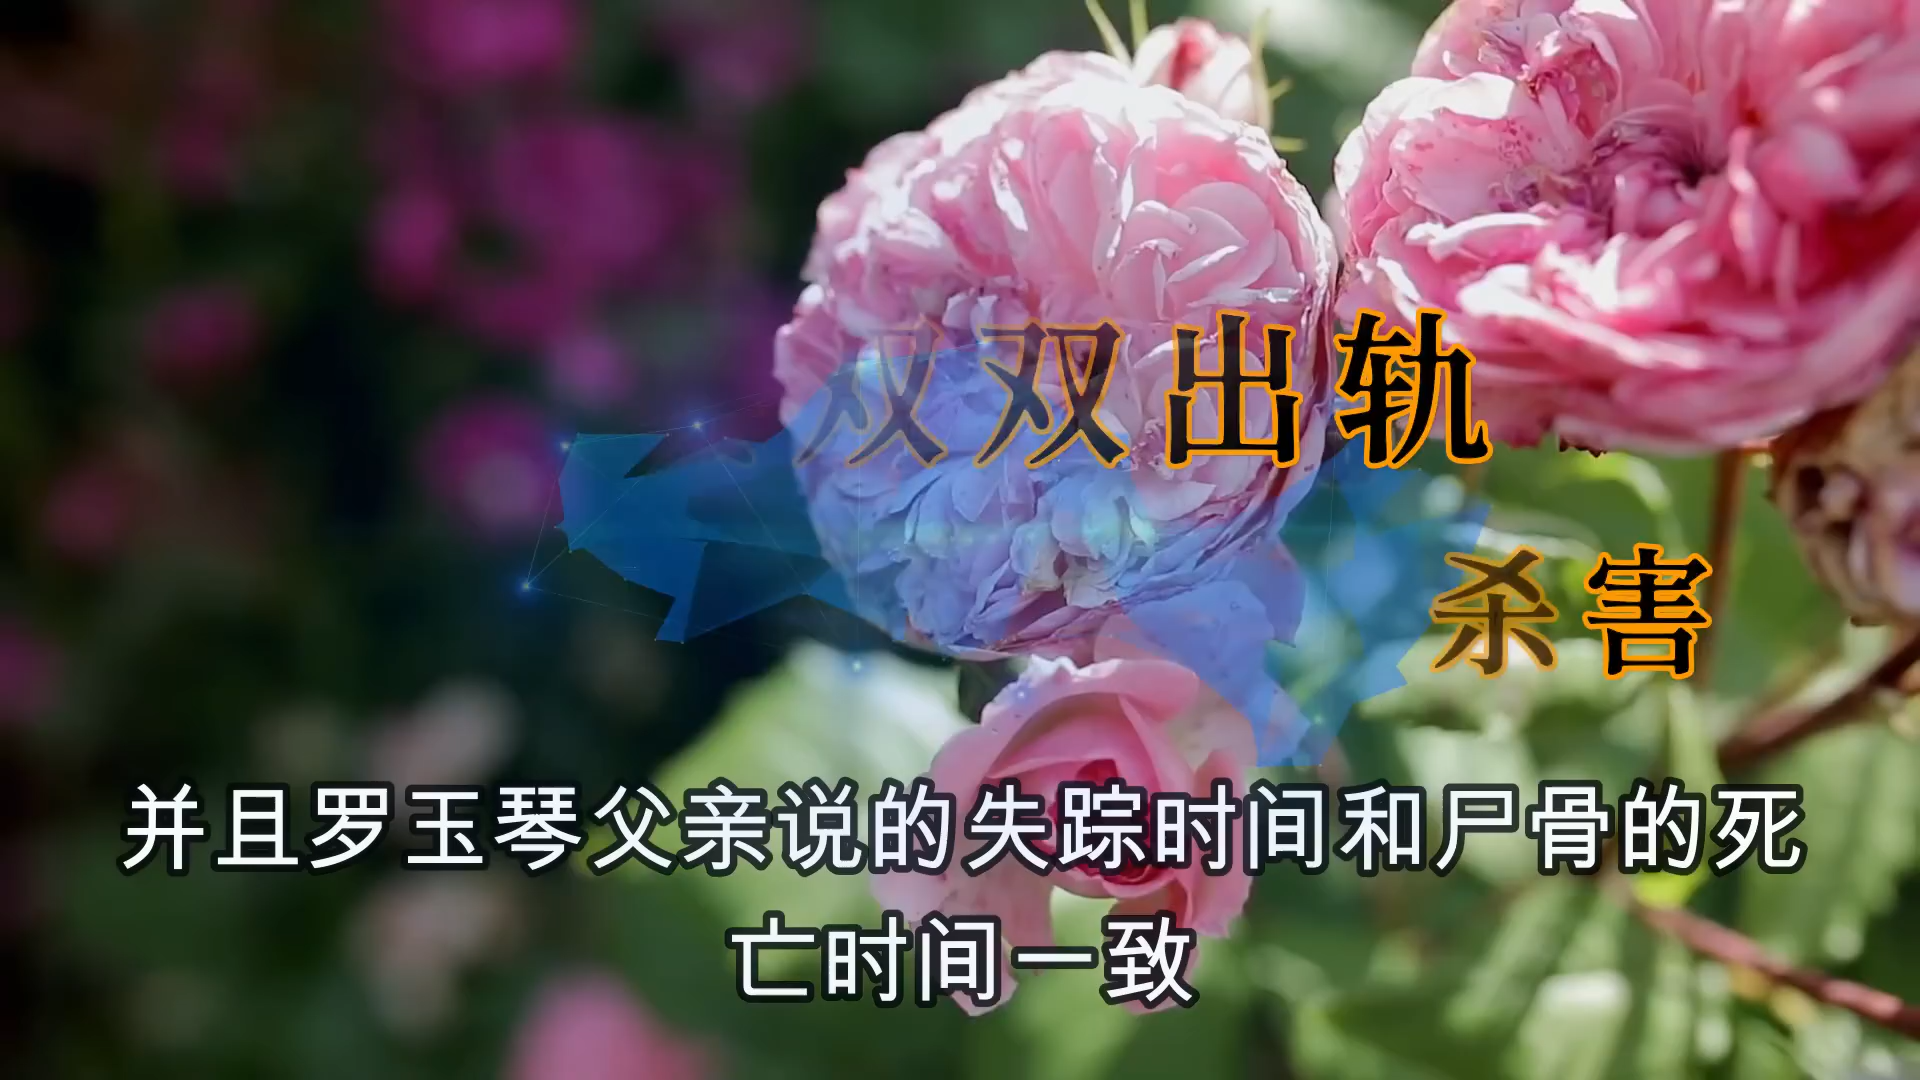 双双出轨
杀害
并且罗玉琴父亲说的失踪时间和尸骨的死
亡时间一致